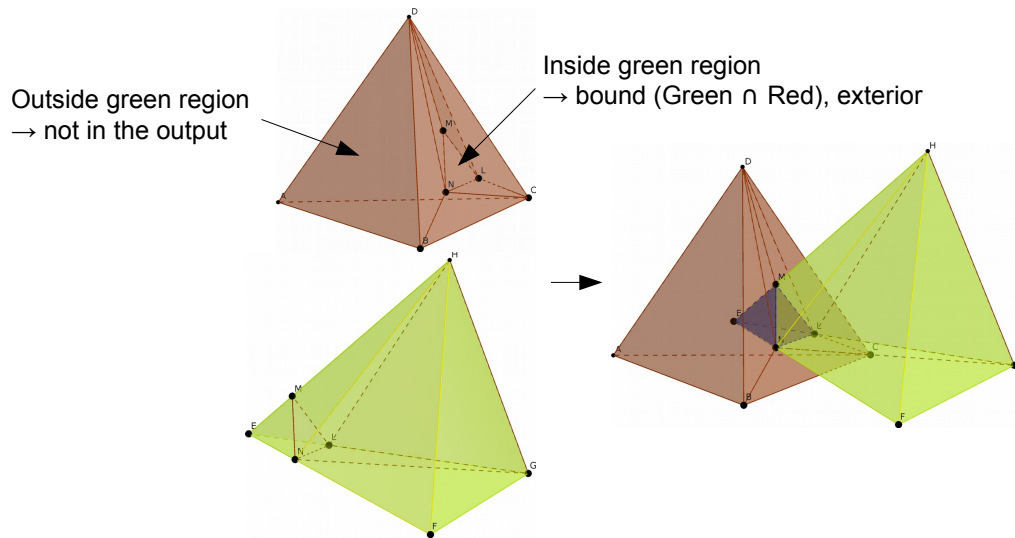 Outside green region
→ not in the output
Inside green region
→ bound (Green ∩ Red), exterior
D
M
L
N
A
C
B
H
M
E
L
N
G
F
H
D
M
E
L
A
C
B
F